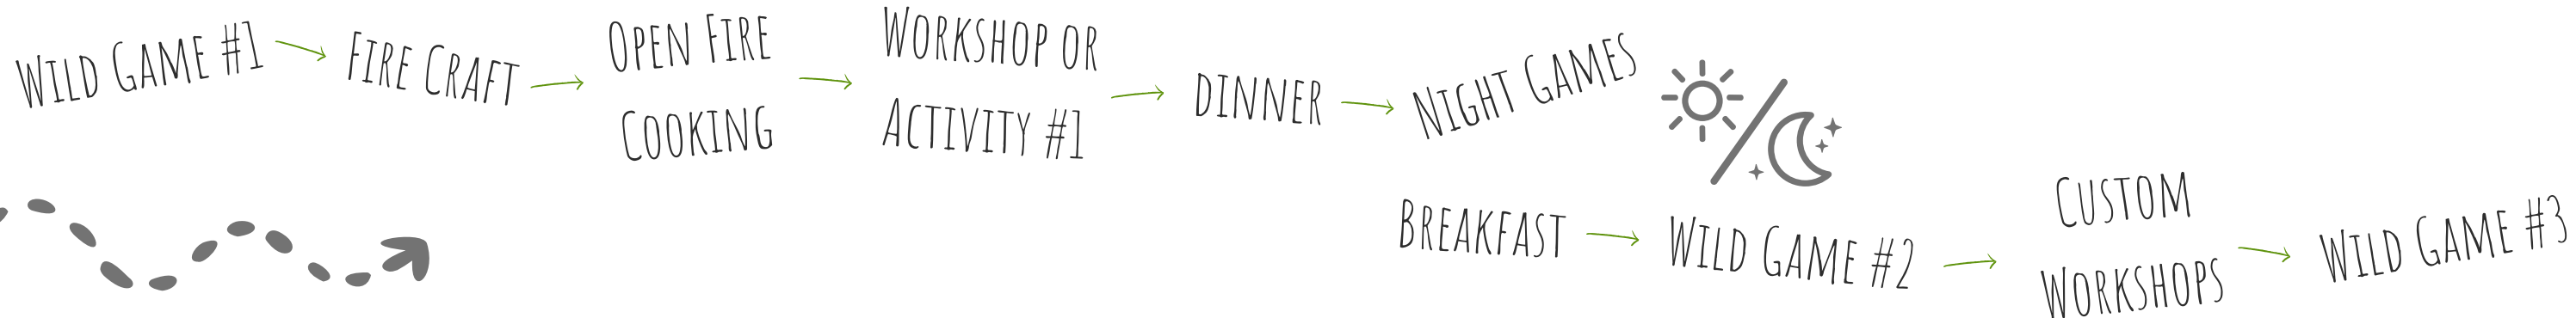 Wild Game #1
Fire Craft
Open Fire
Cooking
Workshop or
Activity #1
dinner
Night Games
Breakfast
Wild Game #2
Custom
Workshops
Wild Game #3